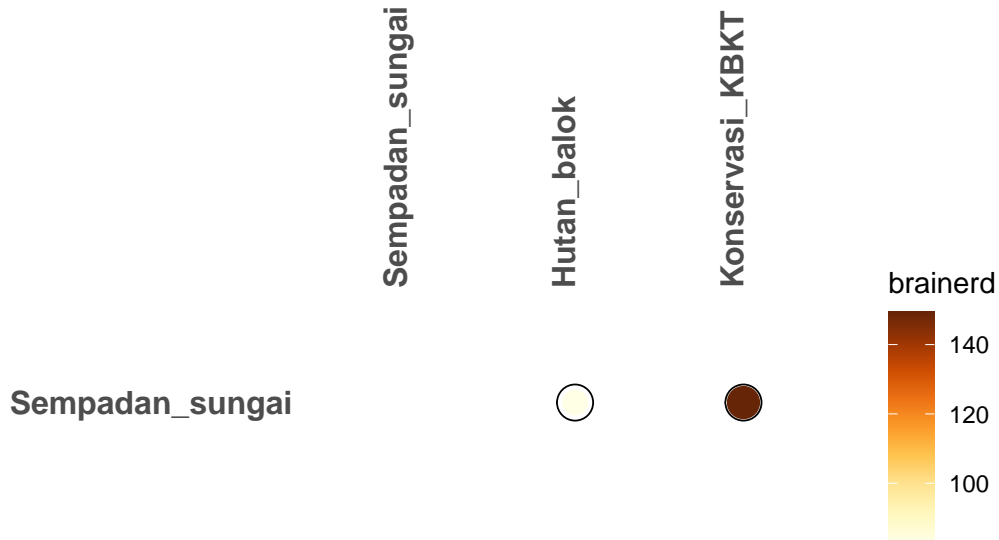 Sempadan_sungai
Hutan_balok
Konservasi_KBKT
brainerd
140
120
100
Sempadan_sungai